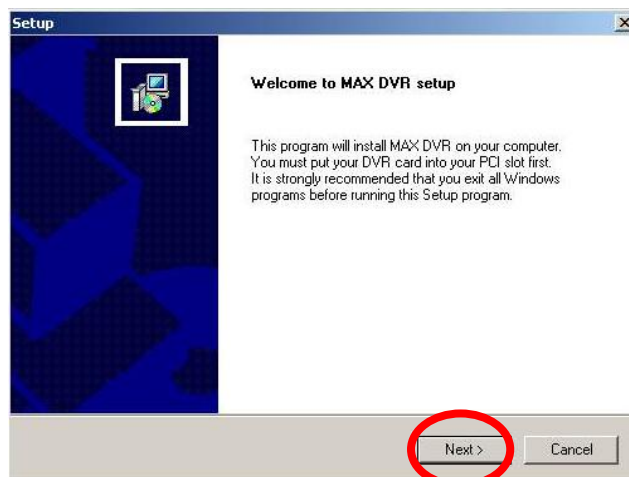 Setup
Welcome to MAX DVR setup
This program will install MAX DVR on your computer.
You must put your DVR card into your PCI slot first.
It is strongly recommended that you exit all Windows
programs before running this Setup program.
Next >
Cancel